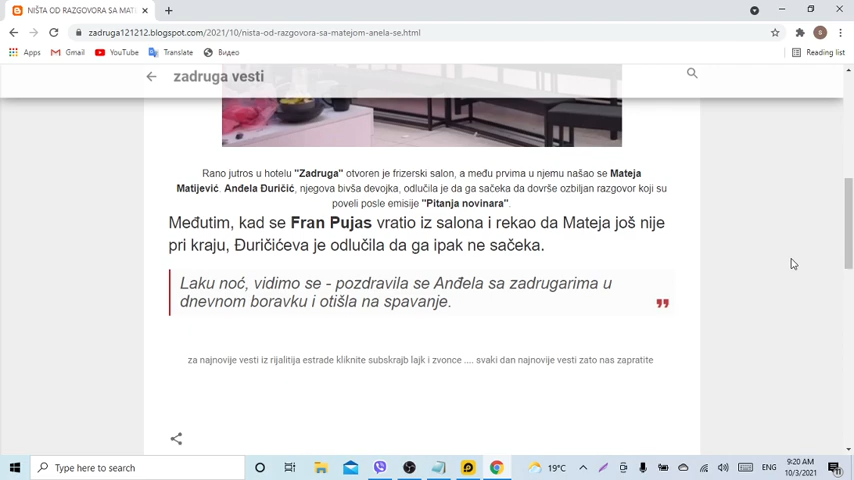 NIŠTA OD RAZGOVORA SA MATE
zadruga121212.blogspot.com/2021/10/nista-od-razgovora-sa-matejom-anela-se.html
Apps Gmail YouTube Translate Видео Reading list
zadruga vesti
Rano jutros u hotelu "Zadruga" otvoren je frizerski salon, a među prvima u njemu našao se Mateja
Matijević. Anđela Đuričić, njegova bivša devojka, odlučila je da ga sačeka da dovrše ozbiljan razgovor koji su
poveli posle emisije "Pitanja novinara".
Međutim, kad se Fran Pujas vratio iz salona i rekao da Mateja još nije
pri kraju, Đuričićeva je odlučila da ga ipak ne sačeka.
Laku noć, vidimo se - pozdravila se Anđela sa zadrugarima u
dnevnom boravku i otišla na spavanje.
za najnovije vesti iz rijalitija estrade kliknite subskrajb lajk i zvonce .... svaki dan najnovije vesti zato nas zapratite
Type here to search
19°C
ENG
9:20 AM
10/3/2021